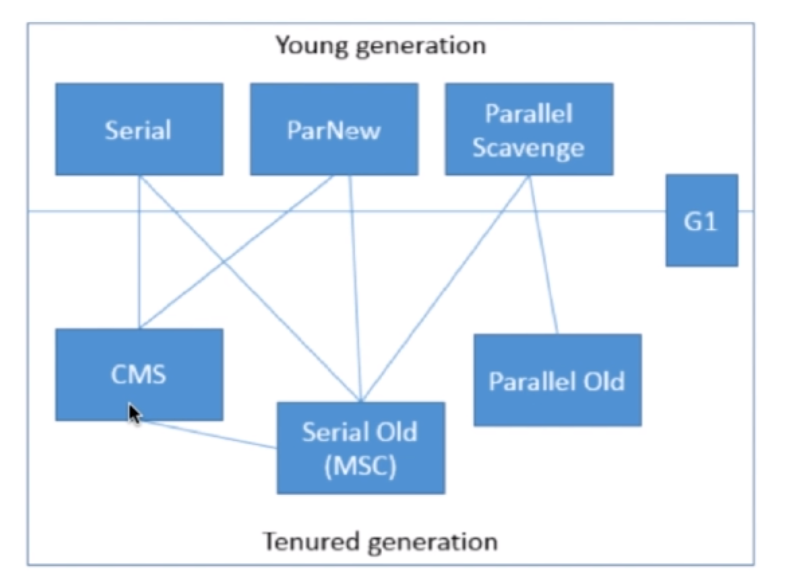 Young generation
Serial
ParNew
Parallel
Scavenge
G1
CMS
Parallel Old
Serial Old
(MSC)
Tenured generation